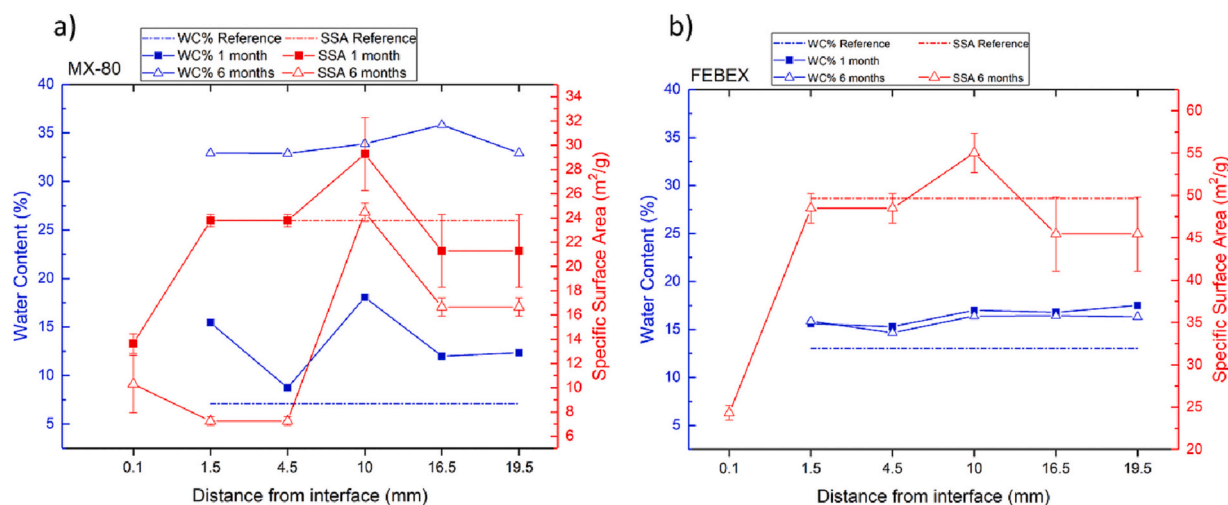 a)
WC% Reference SSA Reference
WC% 1 month SSA 1 month
WC% 6 months SSA 6 months
MX-80
40
35
30
25
20
15
10
5
Water Content (%)
34
32
30
28
26
24
22
20
18
16
14
12
10
8
6
Specific Surface Area (m²/g)
0.1 1.5 4.5 10 16.5 19.5
Distance from interface (mm)
b)
WC% Reference SSA Reference
WC% 1 month
WC% 6 months SSA 6 months
FEBEX
40
35
30
25
20
15
10
5
Water Content (%)
60
55
50
45
40
35
30
25
20
Specific Surface Area (m²/g)
0.1 1.5 4.5 10 16.5 19.5
Distance from interface (mm)